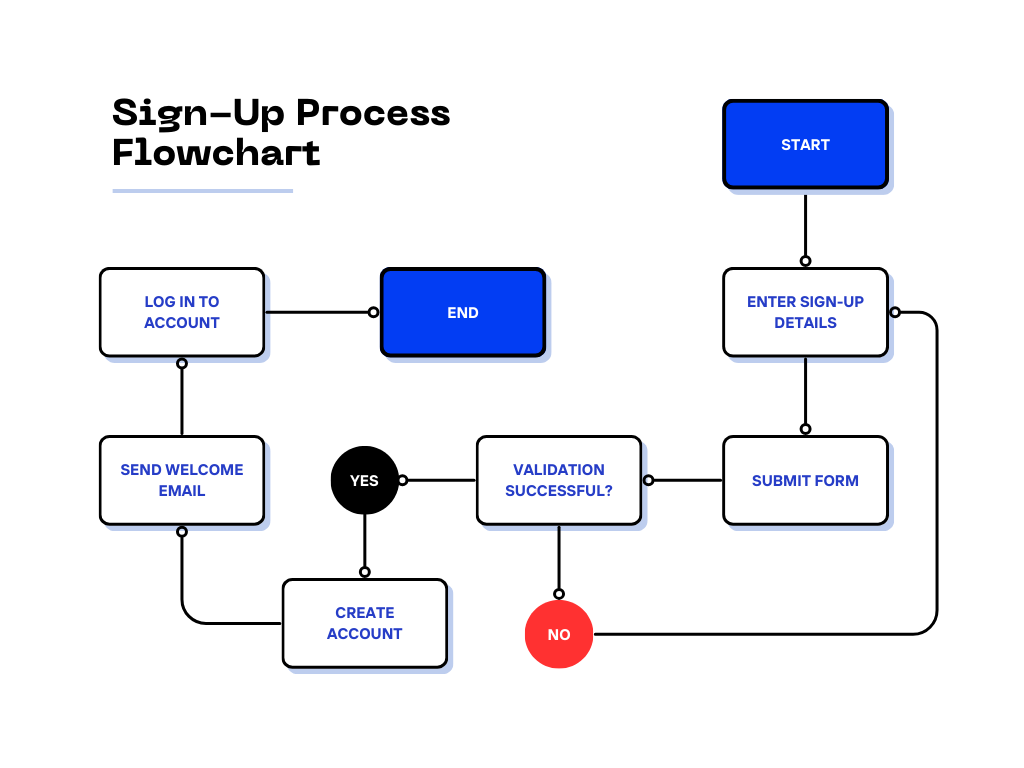 Sign-Up Process
Flowchart
START
LOG IN TO
ACCOUNT
END
ENTER SIGN-UP
DETAILS
SEND WELCOME
EMAIL
YES
VALIDATION
SUCCESSFUL?
SUBMIT FORM
CREATE
ACCOUNT
NO